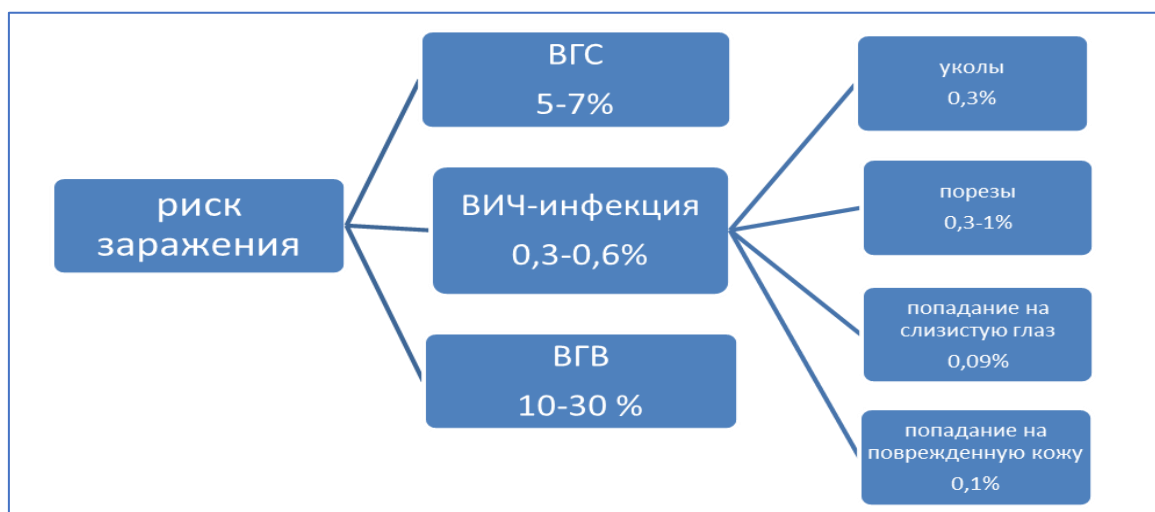 риск
заражения
ВГС
5-7%
ВИЧ-инфекция
0,3-0,6%
ВГВ
10-30 %
уколы
0,3%
порезы
0,3-1%
попадание на
слизистую глаз
0,09%
попадание на
поврежденную кожу
0,1%